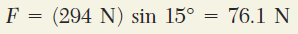 F = (294 N) sin 15° = 76.1 N